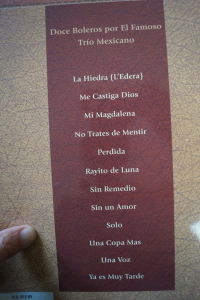 Doce Boleros por El Famoso
Trío Mexicano
La Hiedra {L'Edera}
Me Castiga Dios
Mi Magdalena
No Trates de Mentir
Perdida
Rayito de Luna
Sin Remedio
Sin un Amor
Solo
Una Copa Mas
Una Voz
Ya es Muy Tarde